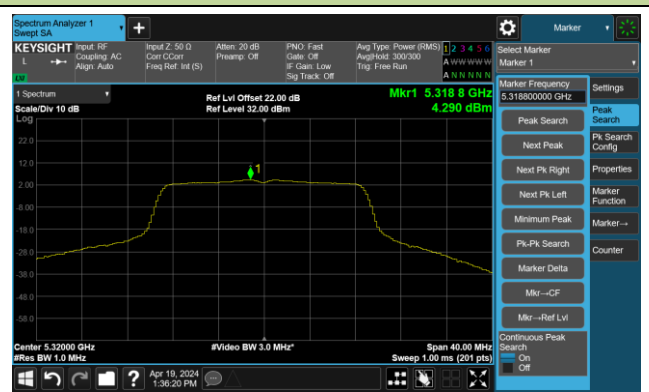 Spectrum Analyzer 1
Swept SA
Marker
KEYSIGHT
L
LW
Input: RF
Coupling: AC
Align: Auto
Input Z: 50 Ω
Corr CCorr
Freq Ref: Int (S)
Atten: 20 dB
Preamp: Off
PNO: Fast
Gate: Off
IF Gain: Low
Sig Track: Off
Avg Type: Power (RMS)
Avg|Hold: 300/300
Trig: Free Run
1 2 3 4 5 6
A W W W W W
A N N N N N
1 Spectrum
Scale/Div 10 dB
Log
Ref Lvl Offset 22.00 dB
Ref Level 32.00 dBm
Mkr1 5.318 8 GHz
4.290 dBm
1
22.0
12.0
2.00
-8.00
-18.0
-28.0
-38.0
-48.0
-58.0
Center 5.32000 GHz
#Res BW 1.0 MHz
#Video BW 3.0 MHz*
Span 40.00 MHz
Sweep 1.00 ms (201 pts)
Select Marker
Marker 1
Marker Frequency
5.318800000 GHz
Peak Search
Next Peak
Next Pk Right
Next Pk Left
Minimum Peak
Pk-Pk Search
Marker Delta
Mkr→CF
Mkr→Ref Lvl
Continuous Peak
Search
On
Off
Settings
Peak
Search
Pk Search
Config
Properties
Marker
Function
Marker→
Counter
?
Apr 19, 2024
1:36:20 PM